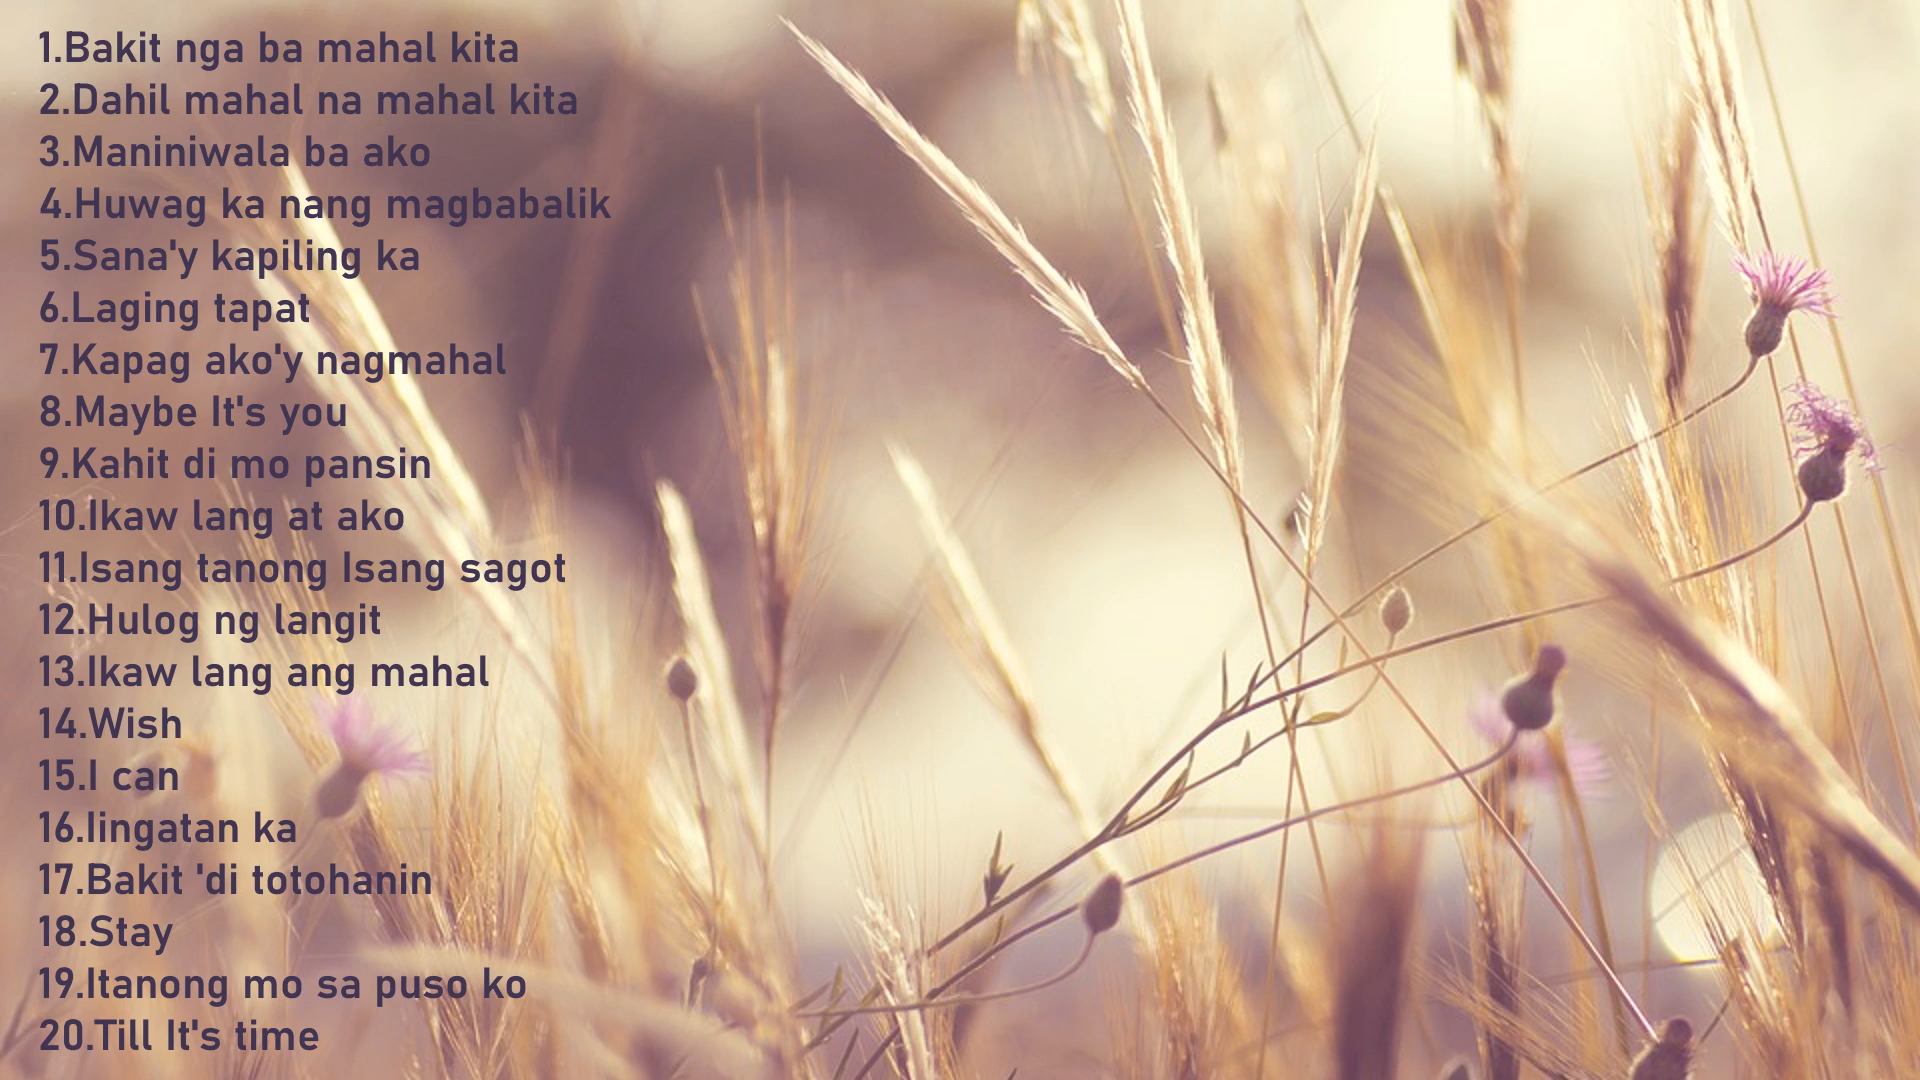 1.Bakit nga ba mahal kita
2.Dahil mahal na mahal kita
3.Maniniwala ba ako
4.Huwag ka nang magbabalik
5.Sana'y kapiling ka
6.Laging tapat
7.Kapag ako'y nagmahal
8.Maybe It's you
9.Kahit di mo pansin
10.Ikaw lang at ako
11.Isang tanong Isang sagot
12.Hulog ng langit
13.Ikaw lang ang mahal
14.Wish
15.I can
16.Iingatan ka
17.Bakit 'di totohanin
18.Stay
19.Itanong mo sa puso ko
20.Till It's time